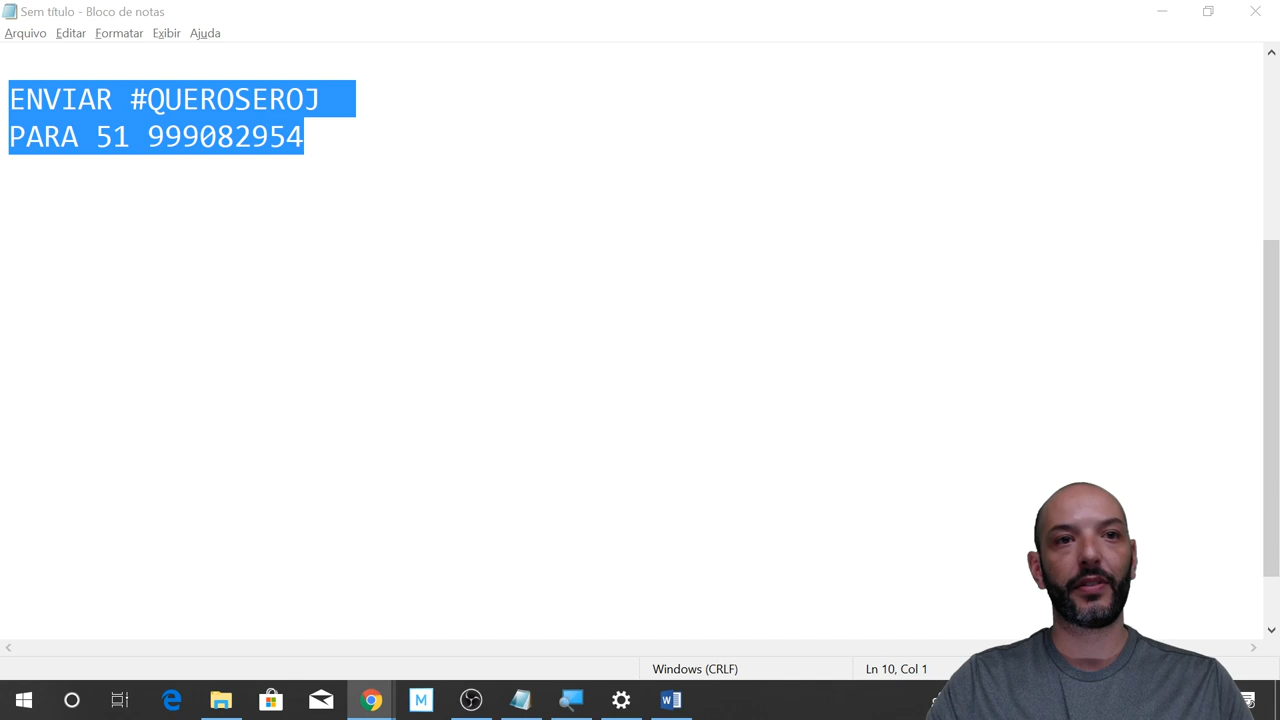 Sem título - Bloco de notas
Arquivo Editar Formatar Exibir Ajuda
ENVIAR #QUEROSEROJ
PARA 51 999082954
Windows (CRLF) Ln 10, Col 1
M